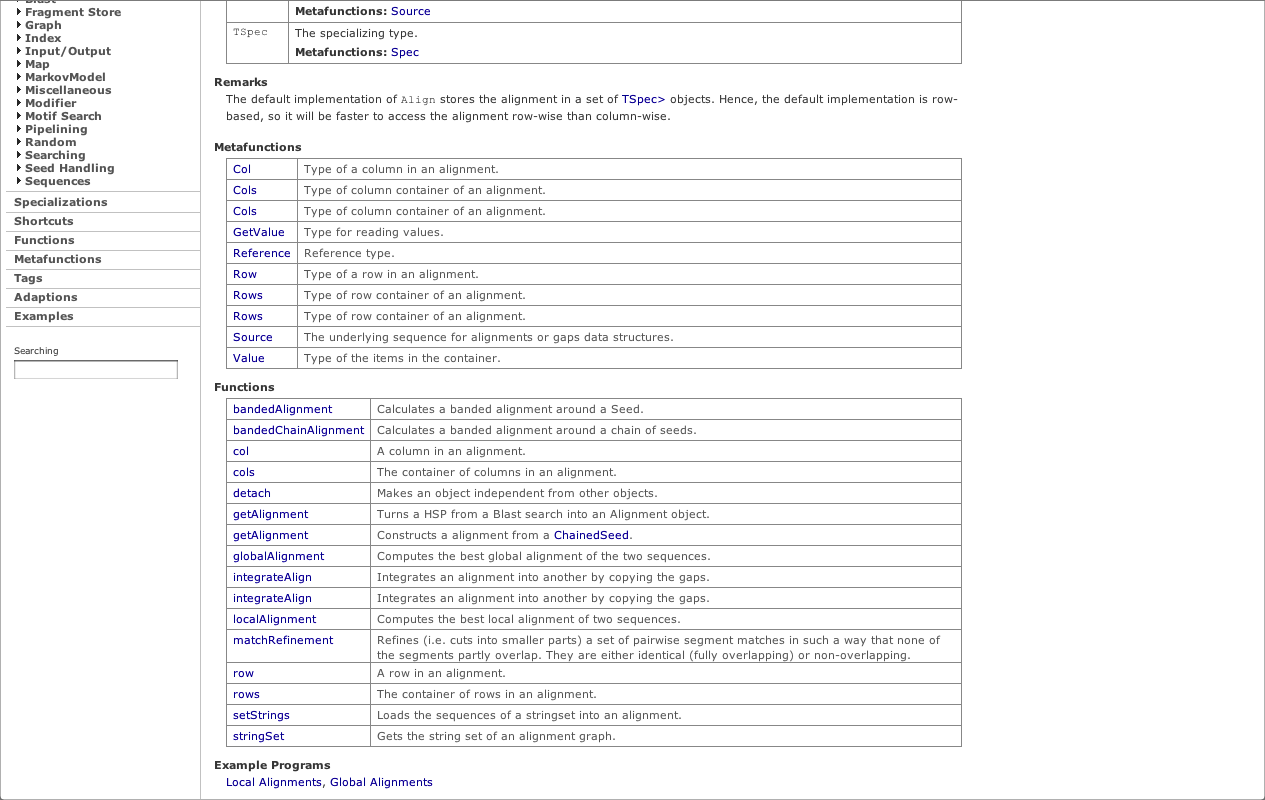 Blast
Fragment Store
Graph
Index
Input/Output
Map
MarkovModel
Miscellaneous
Modifier
Motif Search
Pipelining
Random
Searching
Seed Handling
Sequences
Specializations
Shortcuts
Functions
Metafunctions
Tags
Adaptions
Examples
Searching
Metafunctions: Source
TSpec The specializing type.
Metafunctions: Spec
Remarks
The default implementation of Align stores the alignment in a set of TSpec> objects. Hence, the default implementation is row-
based, so it will be faster to access the alignment row-wise than column-wise.
Metafunctions
Col Type of a column in an alignment.
Cols Type of column container of an alignment.
Cols Type of column container of an alignment.
GetValue Type for reading values.
Reference Reference type.
Row Type of a row in an alignment.
Rows Type of row container of an alignment.
Rows Type of row container of an alignment.
Source The underlying sequence for alignments or gaps data structures.
Value Type of the items in the container.
Functions
bandedAlignment Calculates a banded alignment around a Seed.
bandedChainAlignment Calculates a banded alignment around a chain of seeds.
col A column in an alignment.
cols The container of columns in an alignment.
detach Makes an object independent from other objects.
getAlignment Turns a HSP from a Blast search into an Alignment object.
getAlignment Constructs a alignment from a ChainedSeed.
globalAlignment Computes the best global alignment of the two sequences.
integrateAlign Integrates an alignment into another by copying the gaps.
integrateAlign Integrates an alignment into another by copying the gaps.
localAlignment Computes the best local alignment of two sequences.
matchRefinement Refines (i.e. cuts into smaller parts) a set of pairwise segment matches in such a way that none of
the segments partly overlap. They are either identical (fully overlapping) or non-overlapping.
row A row in an alignment.
rows The container of rows in an alignment.
setStrings Loads the sequences of a stringset into an alignment.
stringSet Gets the string set of an alignment graph.
Example Programs
Local Alignments, Global Alignments